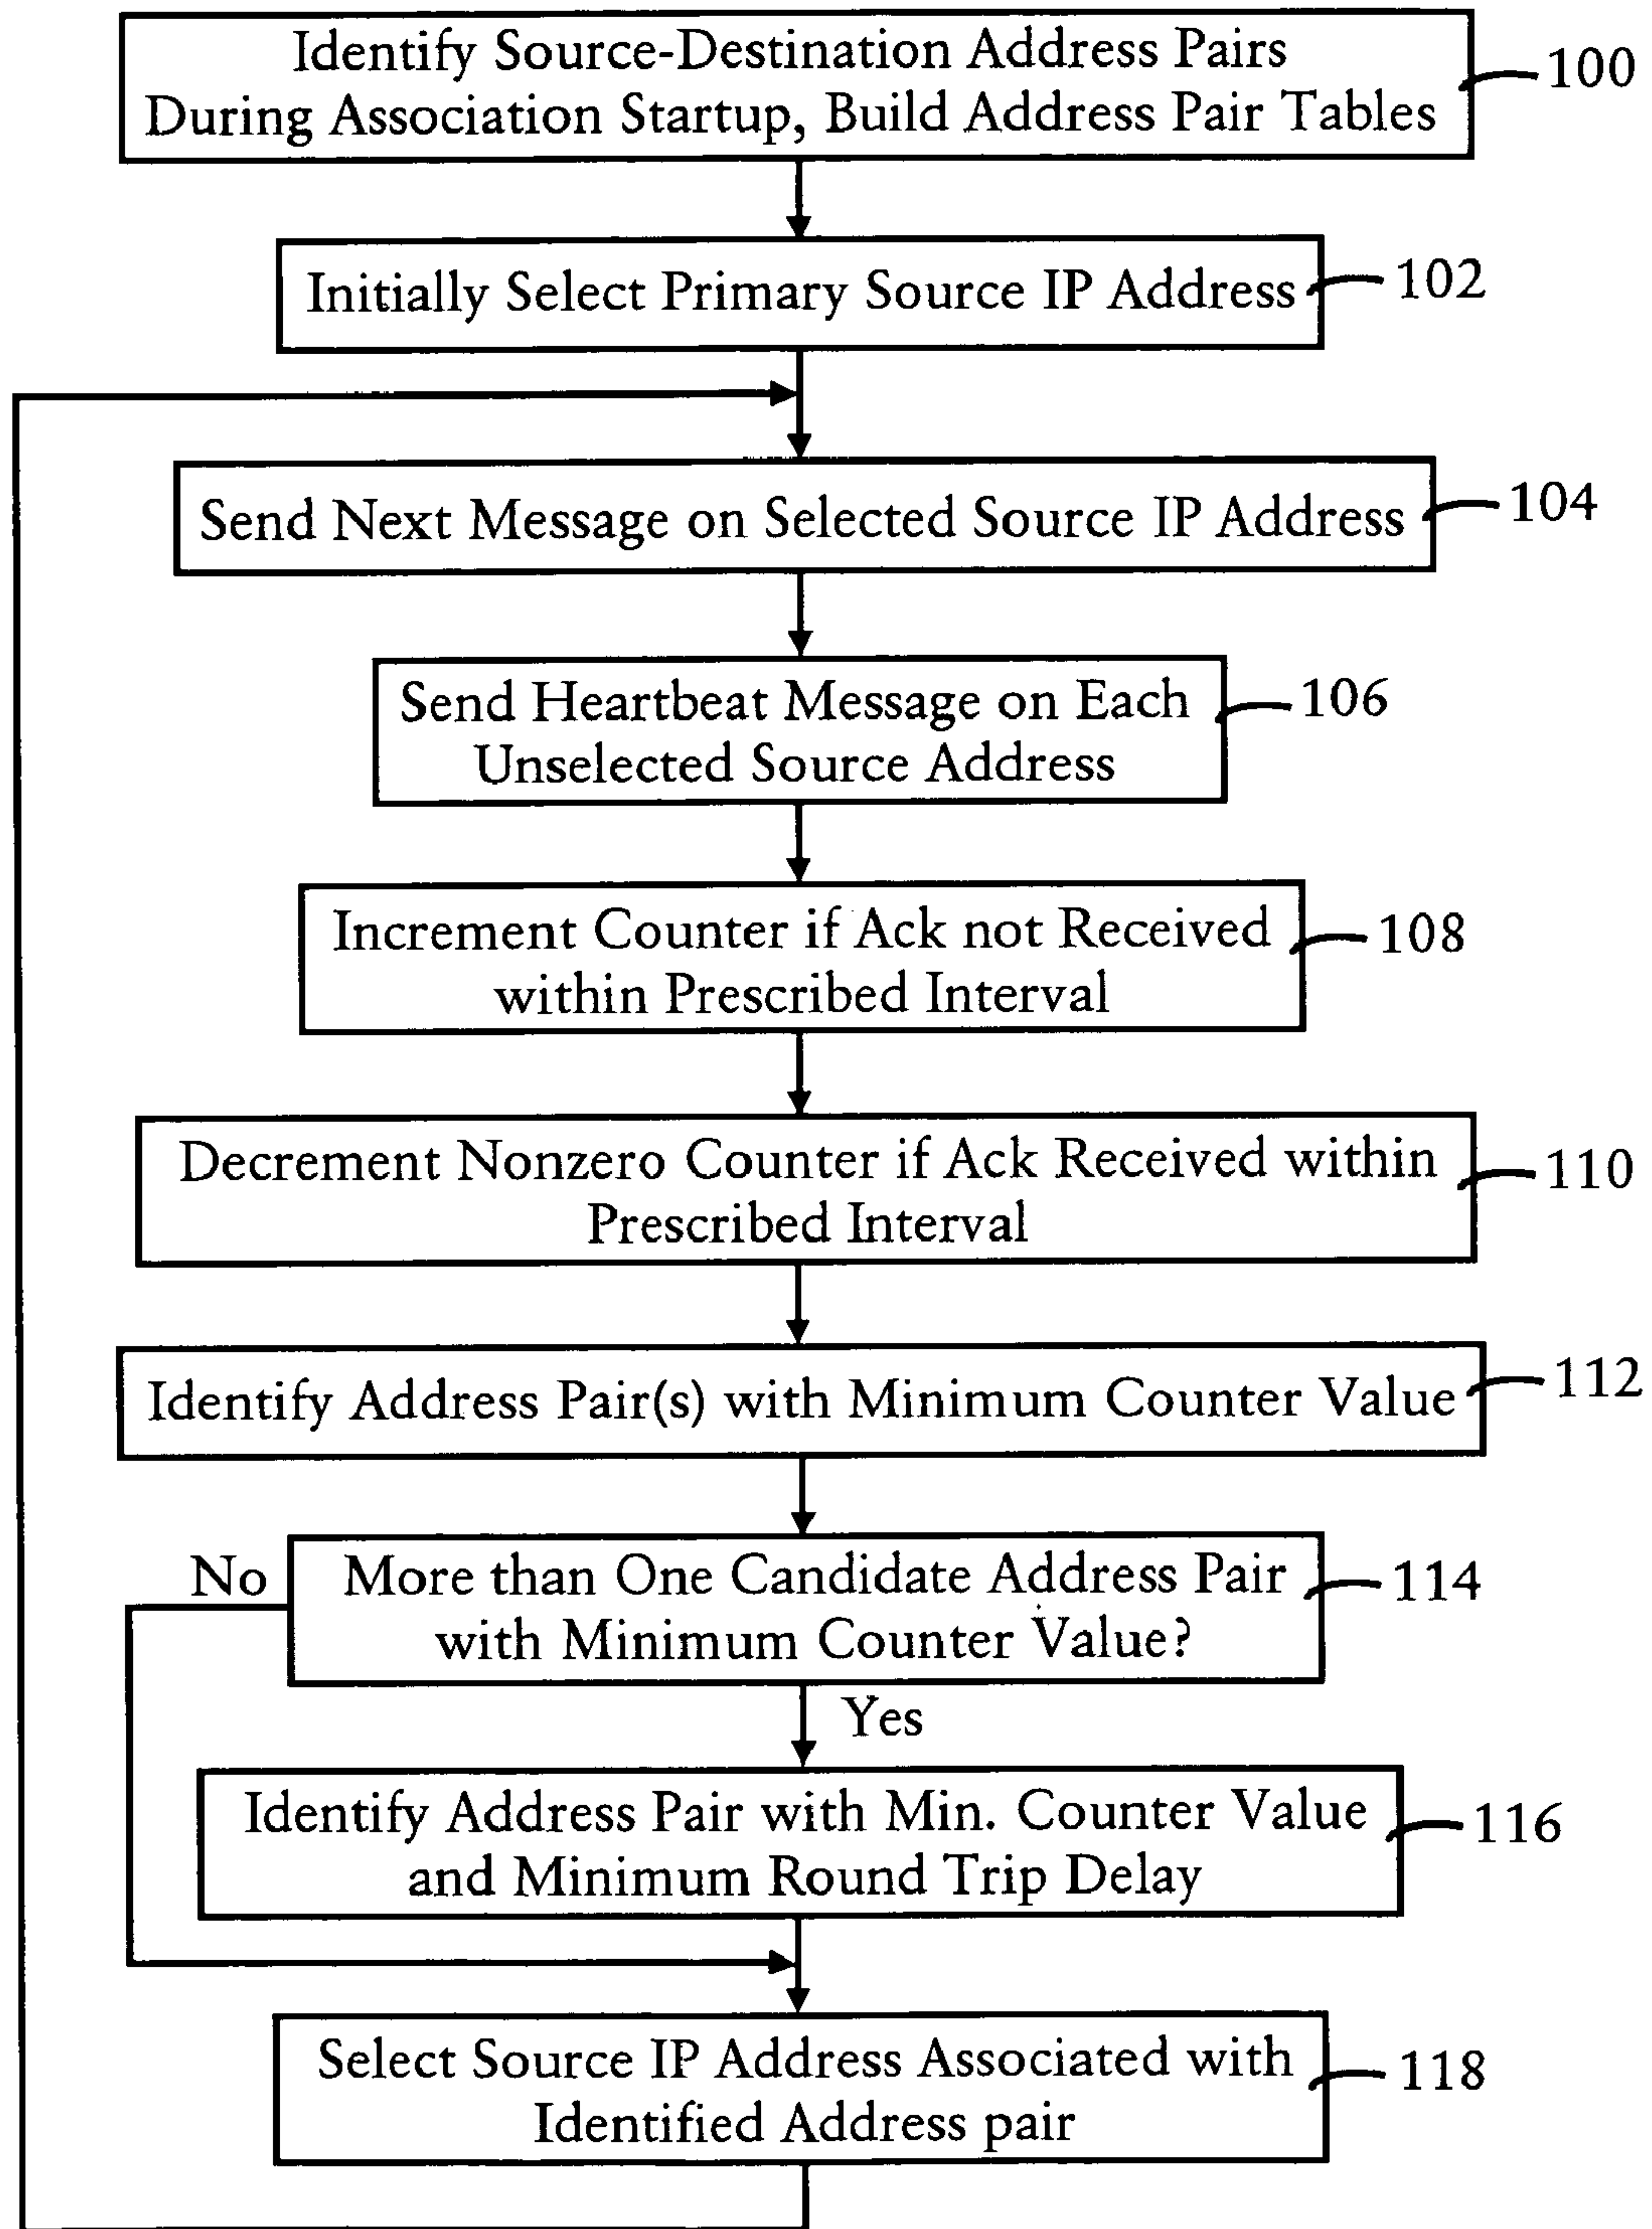 Identify Source-Destination Address Pairs
During Association Startup, Build Address Pair Tables
100
Initially Select Primary Source IP Address
102
Send Next Message on Selected Source IP Address
104
Send Heartbeat Message on Each
Unselected Source Address
106
Increment Counter if Ack not Received
within Prescribed Interval
108
Decrement Nonzero Counter if Ack Received within
Prescribed Interval
110
Identify Address Pair(s) with Minimum Counter Value
112
No
More than One Candidate Address Pair
with Minimum Counter Value?
114
Yes
Identify Address Pair with Min. Counter Value
and Minimum Round Trip Delay
116
Select Source IP Address Associated with
Identified Address pair
118